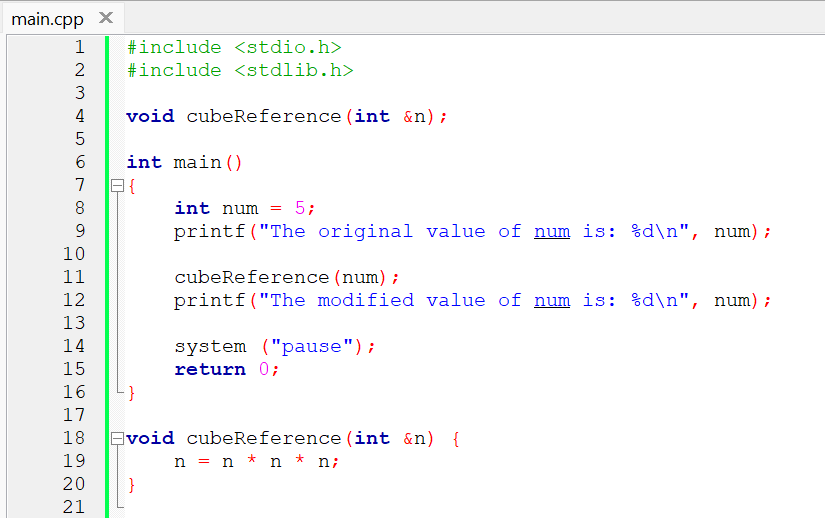 main.cpp ✕
1 #include <stdio.h>
2 #include <stdlib.h>
3
4 void cubeReference(int &n);
5
6 int main()
7 {
8     int num = 5;
9     printf("The original value of num is: %d\n", num);
10
11     cubeReference(num);
12     printf("The modified value of num is: %d\n", num);
13
14     system ("pause");
15     return 0;
16 }
17
18 void cubeReference(int &n) {
19     n = n * n * n;
20 }
21